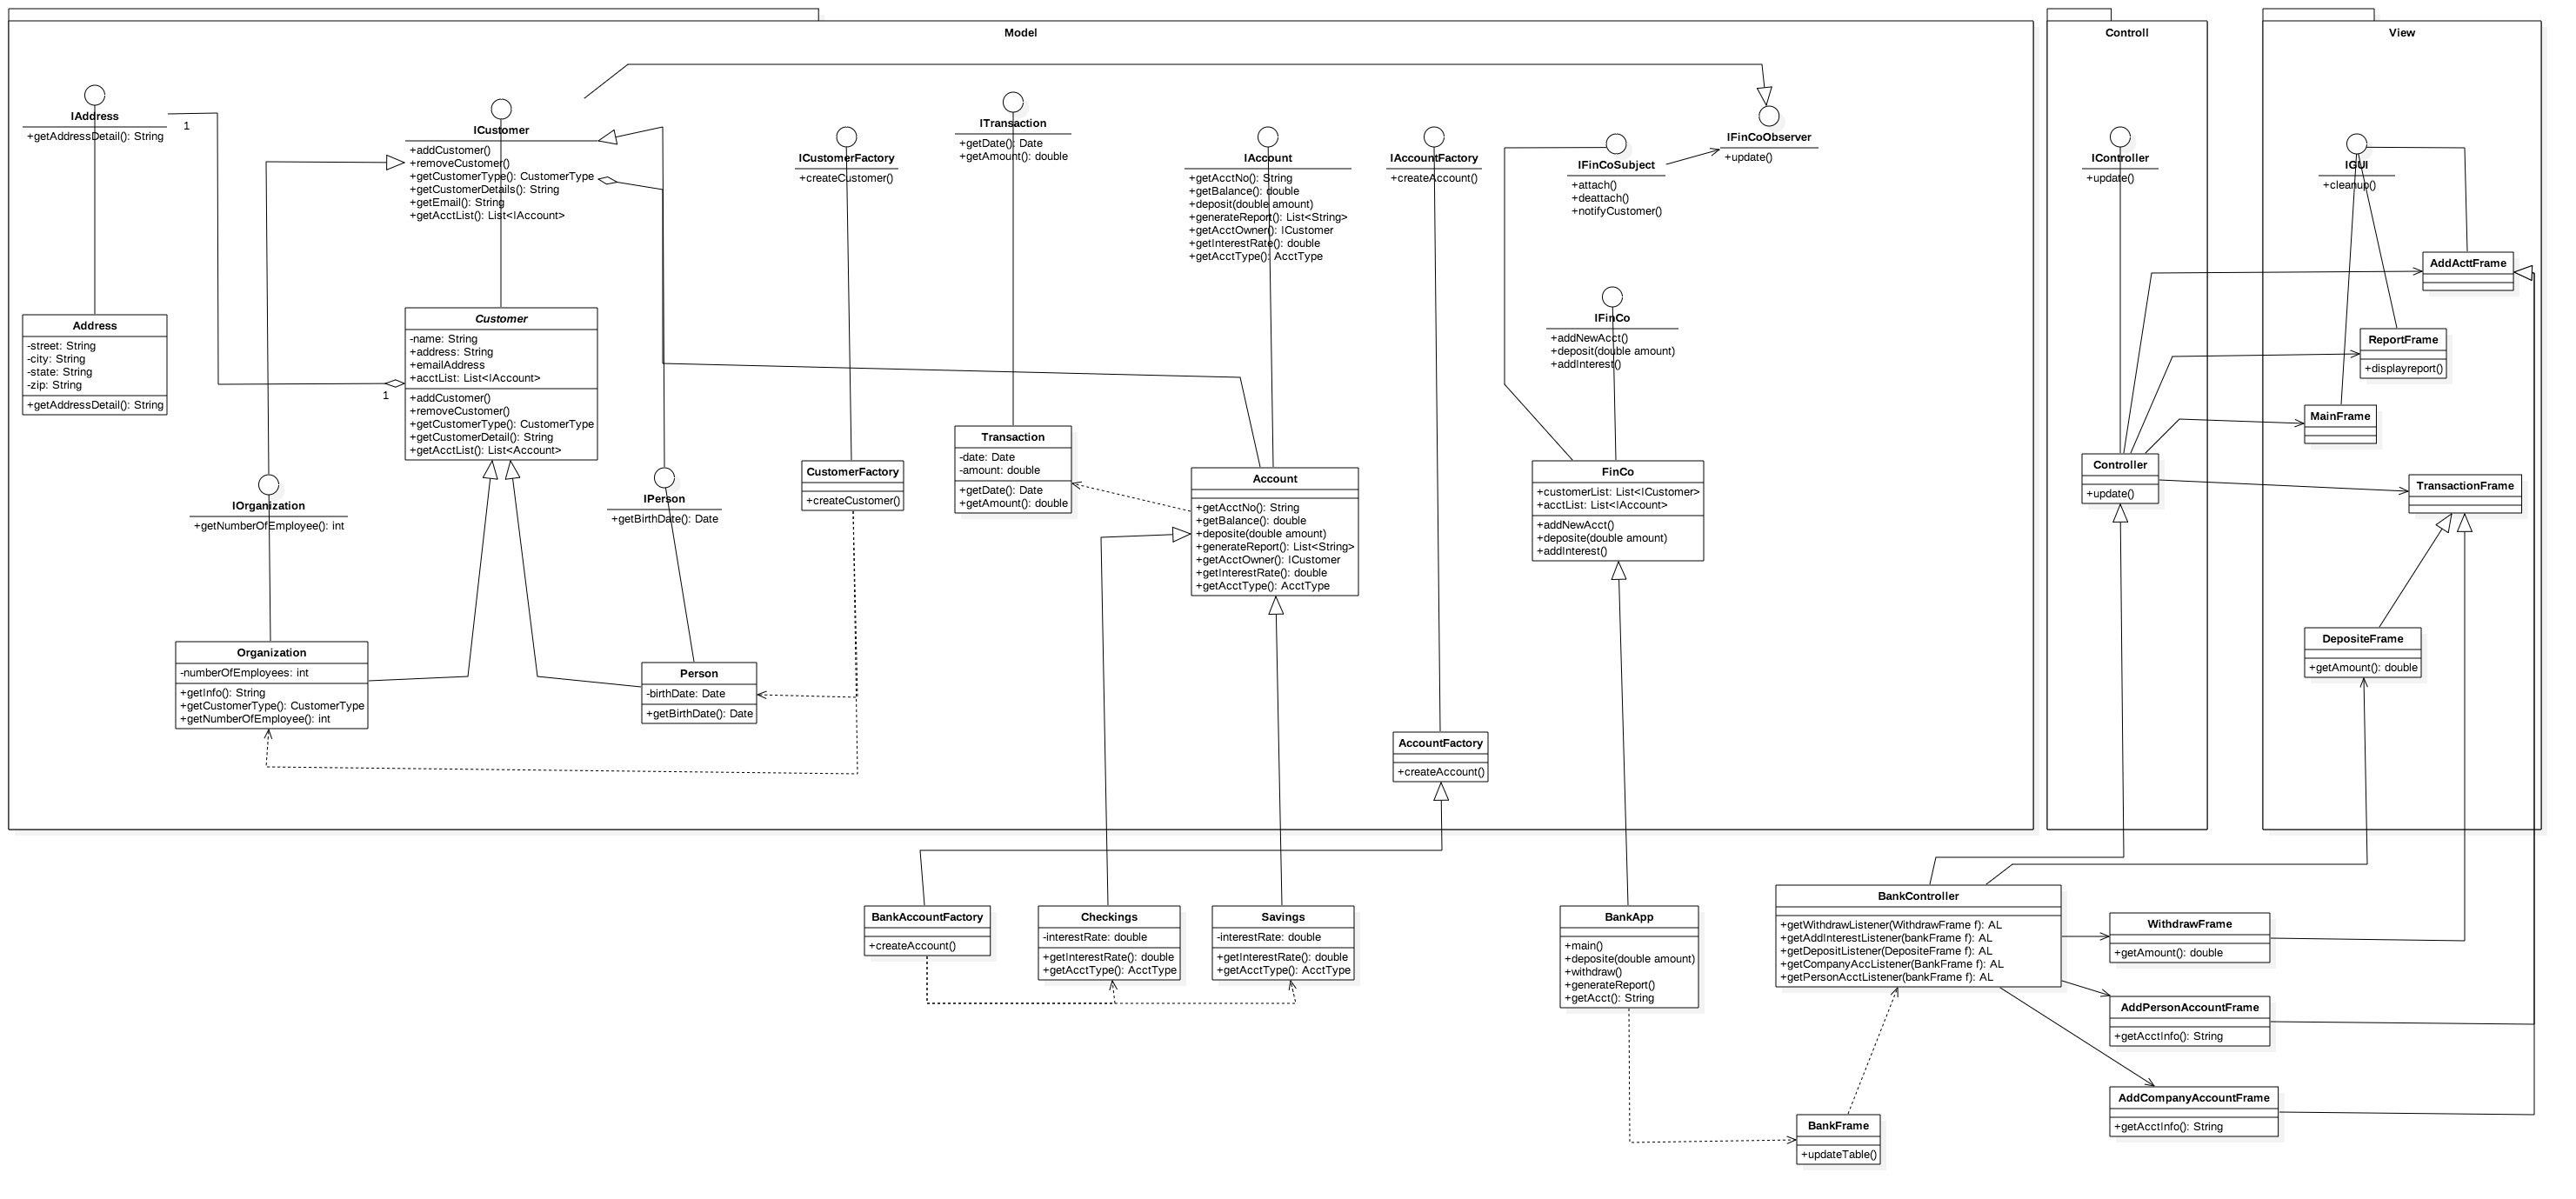 Model
Controll
View
IAddress
+getAddressDetail(): String
1
ICustomer
+addCustomer()
+removeCustomer()
+getCustomerType(): CustomerType
+getCustomerDetails(): String
+getEmail(): String
+getAcctList(): List<IAccount>
ICustomerFactory
+createCustomer()
ITransaction
+getDate(): Date
+getAmount(): double
IAccount
+getAcctNo(): String
+getBalance(): double
+deposit(double amount)
+generateReport(): List<String>
+getAcctOwner(): ICustomer
+getInterestRate(): double
+getAcctType(): AcctType
IAccountFactory
+createAccount()
IFinCoSubject
+attach()
+deattach()
+notifyCustomer()
IFinCoObserver
+update()
IController
+update()
IGUI
+cleanup()
AddActtFrame
IFinCo
+addNewAcct()
+deposit(double amount)
+addInterest()
Address
-street: String
-city: String
-state: String
-zip: String
+getAddressDetail(): String
Customer
-name: String
+address: String
+emailAddress
+acctList: List<IAccount>
+addCustomer()
+removeCustomer()
+getCustomerType(): CustomerType
+getCustomerDetail(): String
+getAcctList(): List<Account>
1
ReportFrame
+displayreport()
MainFrame
IOrganization
+getNumberOfEmployee(): int
IPerson
+getBirthDate(): Date
CustomerFactory
+createCustomer()
Transaction
-date: Date
-amount: double
+getDate(): Date
+getAmount(): double
Account
+getAcctNo(): String
+getBalance(): double
+deposite(double amount)
+generateReport(): List<String>
+getAcctOwner(): ICustomer
+getInterestRate(): double
+getAcctType(): AcctType
FinCo
+customerList: List<ICustomer>
+acctList: List<IAccount>
+addNewAcct()
+deposite(double amount)
+addInterest()
Controller
+update()
TransactionFrame
Organization
-numberOfEmployees: int
+getInfo(): String
+getCustomerType(): CustomerType
+getNumberOfEmployee(): int
Person
-birthDate: Date
+getBirthDate(): Date
DepositeFrame
+getAmount(): double
AccountFactory
+createAccount()
BankAccountFactory
+createAccount()
Checkings
-interestRate: double
+getInterestRate(): double
+getAcctType(): AcctType
Savings
-interestRate: double
+getInterestRate(): double
+getAcctType(): AcctType
BankApp
+main()
+deposit(double amount)
+withdraw()
+generateReport()
+getAcct(): String
BankController
+getWithdrawListener(WithdrawFrame f): AL
+getAddInterestListener(bankFrame f): AL
+getDepositListener(DepositeFrame f): AL
+getCompanyAccListener(BankFrame f): AL
+getPersonAcctListener(bankFrame f): AL
WithdrawFrame
+getAmount(): double
AddPersonAccountFrame
+getAcctInfo(): String
AddCompanyAccountFrame
+getAcctInfo(): String
BankFrame
+updateTable()